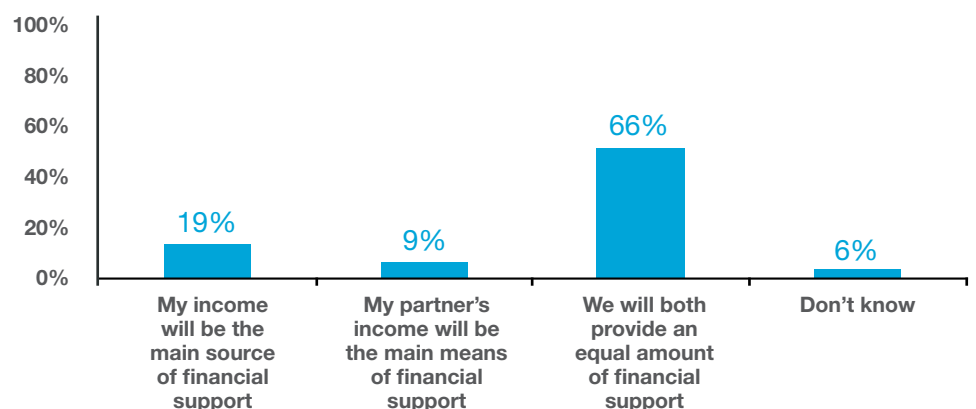 100%
80%
60%
40%
20%
0%
19%
9%
66%
6%
My income
will be the
main source
of financial
support
My partner’s
income will be
the main means
of financial
support
We will both
provide an
equal amount
of financial
support
Don’t know